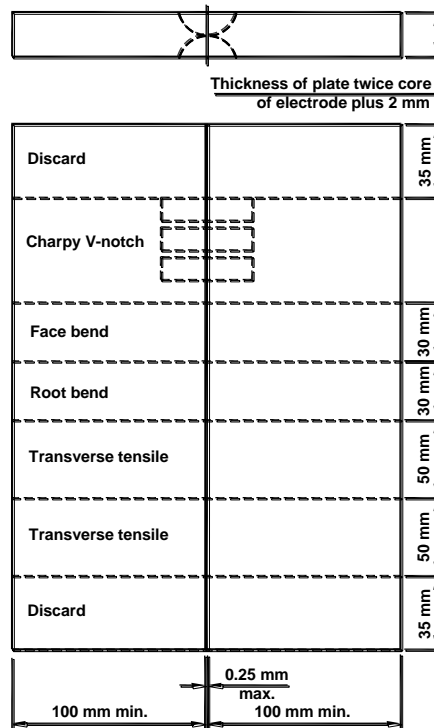 Thickness of plate twice core
of electrode plus 2 mm
Discard
35 mm
Charpy V-notch
Face bend
30 mm
Root bend
30 mm
Transverse tensile
50 mm
Transverse tensile
50 mm
Discard
35 mm
0.25 mm
max.
100 mm min.
100 mm min.